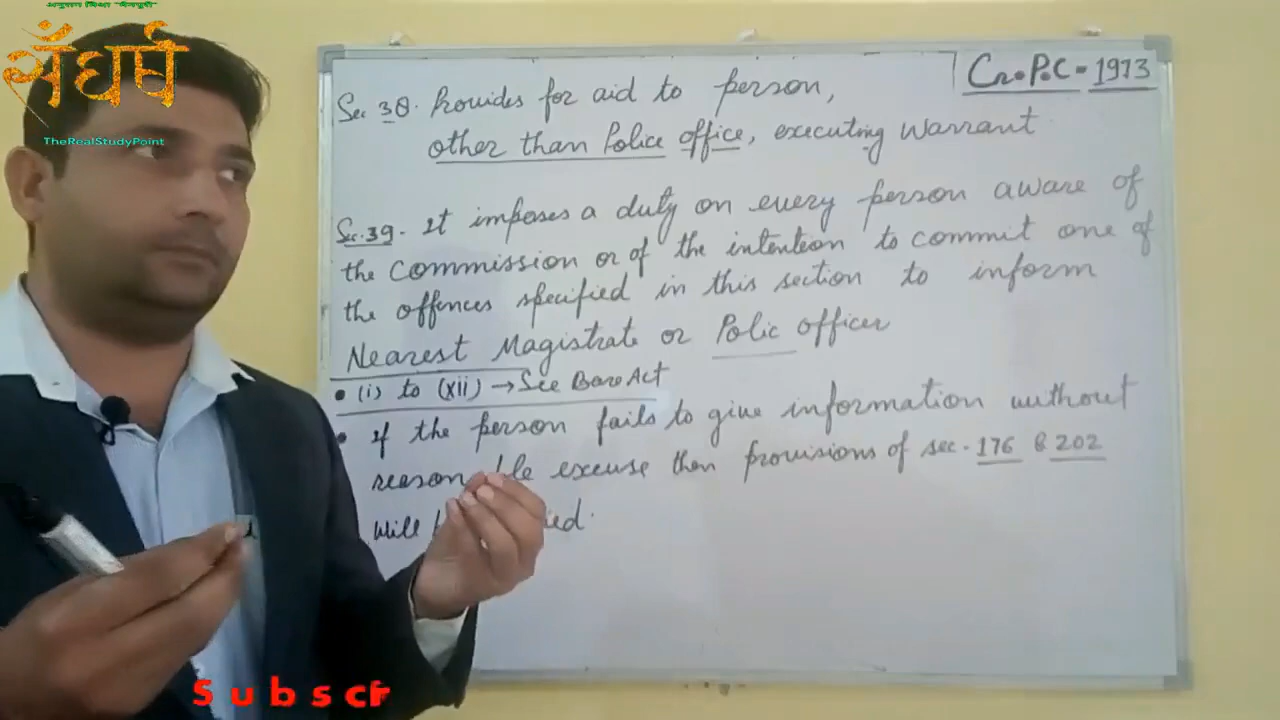 संघर्ष
TheRealStudyPoint
Cr.P.C - 1973
Sec 38. Provides for aid to person,
other than Police office, executing Warrant
Sec.39. It imposes a duty on every person aware of
the commission or of the intention to commit one of
the offences specified in this section to inform
Nearest Magistrate or Polic officer
• (i) to (xii) → See Bare Act
• If the person fails to give information without
reason ble excuse then provisions of sec. 176 & 202
will ied.
Subscr